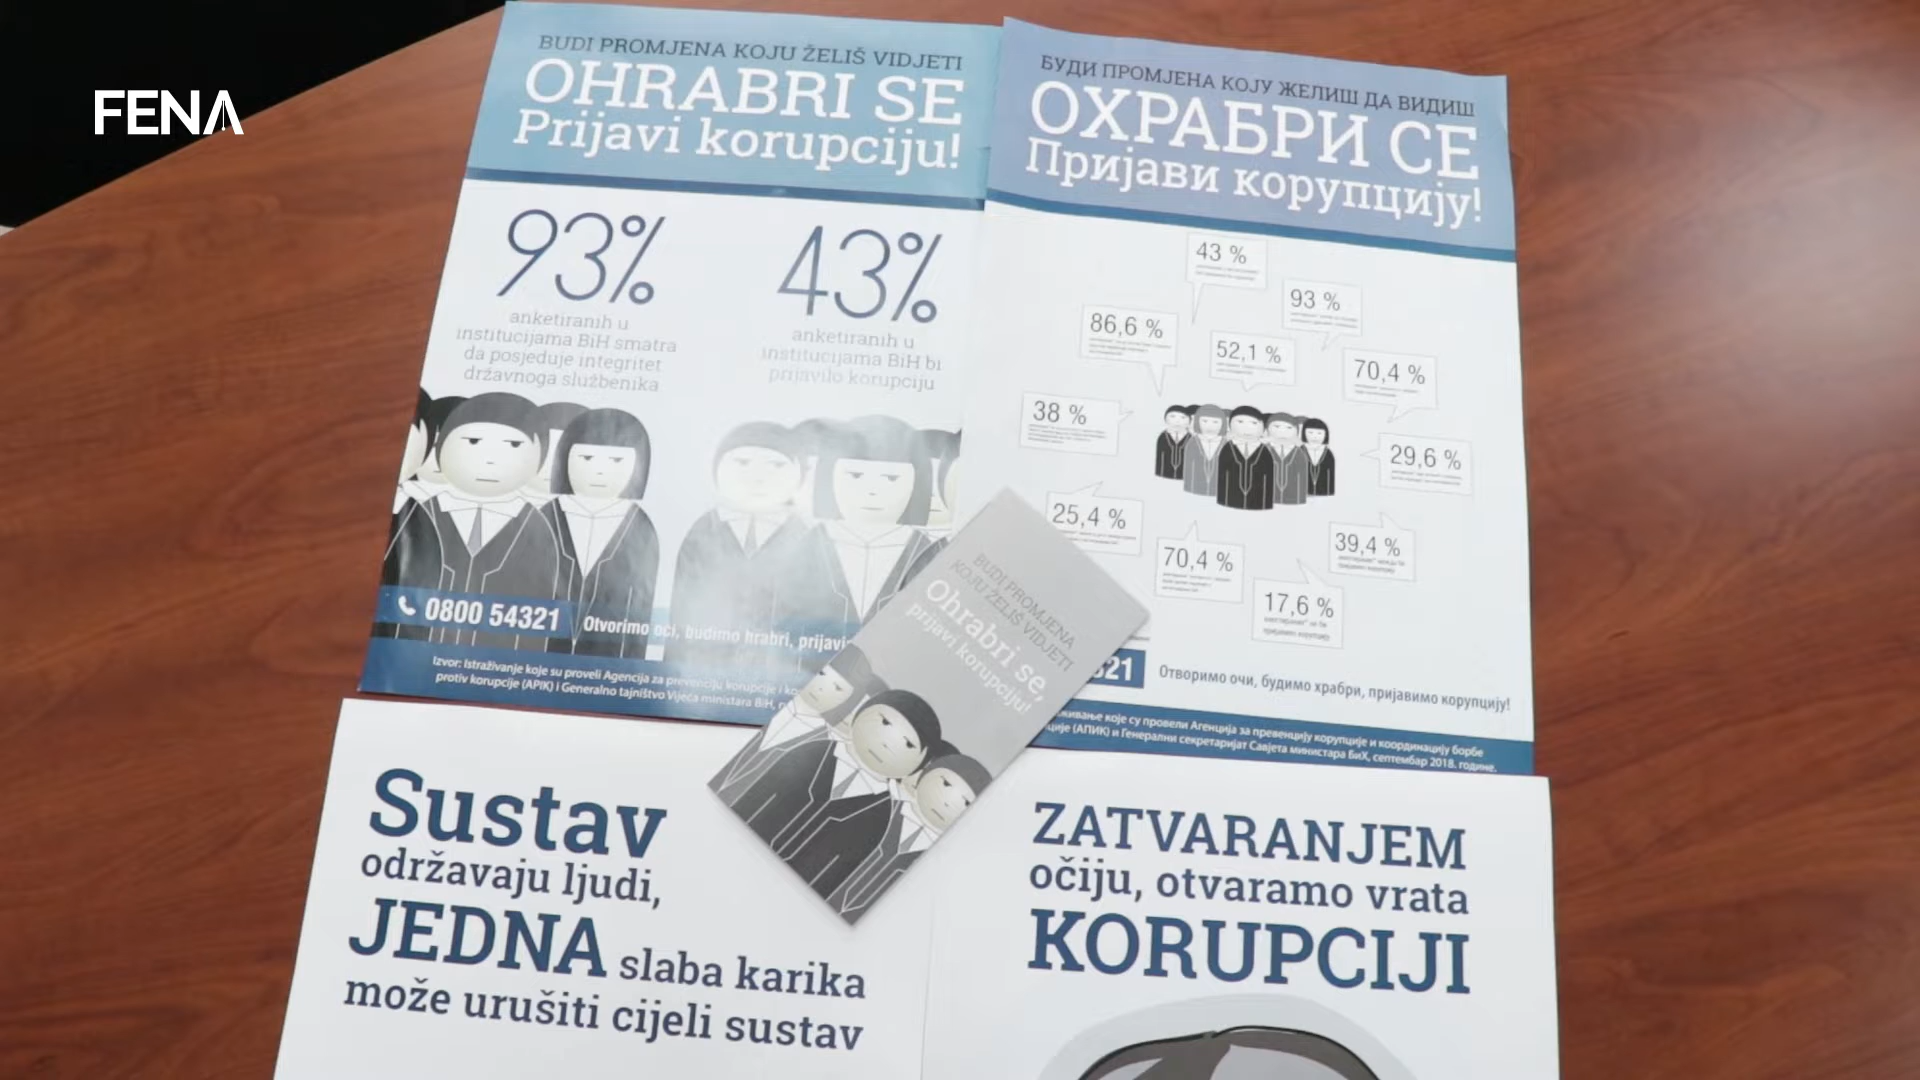 FENA
BUDI PROMJENA KOJU ŽELIŠ VIDJETI
OHRABRI SE
Prijavi korupciju!
93%
anketiranih u
institucijama BiH smatra
da posjeduje integritet
državnoga službenika
43%
anketiranih u
institucijama BiH bi
prijavilo korupciju
0800 54321
Otvorimo oči, budimo hrabri, prijavi
Izvor: Istraživanje koje su proveli Agencija za prevenciju korupcije i
protiv korupcije (APIK) i Generalno tajništvo Vijeća ministara BiH,
БУДИ ПРОМЈЕНА КОЈУ ЖЕЛИШ ДА ВИДИШ
ОХРАБРИ СЕ
Пријави корупцију!
43 %
93 %
86,6 %
52,1 %
70,4 %
38 %
29,6 %
25,4 %
39,4 %
70,4 %
17,6 %
321
Отворимо очи, будимо храбри, пријавимо корупцију!
које су провели Агенција за превенцију корупције и координацију борбе
(АПИК) и Генерални секретаријат Савјета министара БиХ, септембар 2018. године.
BUDI PROMJENA
KOJU ŽELIŠ VIDJETI
Ohrabri se,
prijavi korupciju!
Sustav
održavaju ljudi,
JEDNA slaba karika
može urušiti cijeli sustav
ZATVARANJEM
očiju, otvaramo vrata
KORUPCIJI